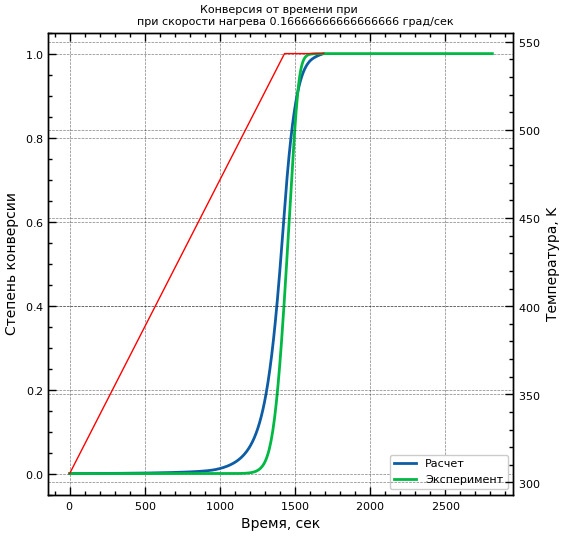 Конверсия от времени при
при скорости нагрева 0.16666666666666666 град/сек
Степень конверсии
1.0
0.8
0.6
0.4
0.2
0.0
550
500
450
400
350
300
Температура, К
0 500 1000 1500 2000 2500
Время, сек
Расчет
Эксперимент